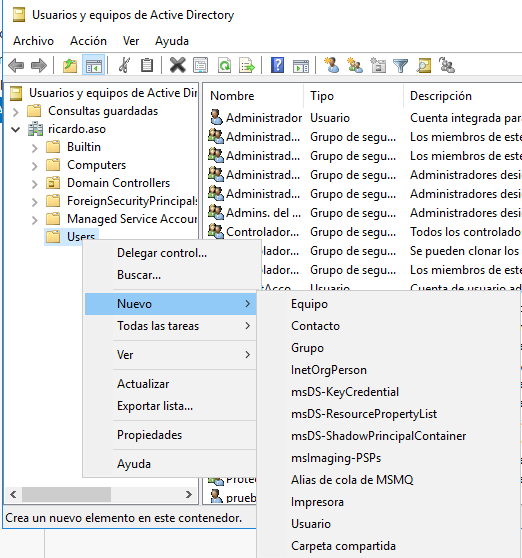 Usuarios y equipos de Active Directory
Archivo Acción Ver Ayuda
Usuarios y equipos de Active Direc
Consultas guardadas
ricardo.aso
Builtin
Computers
Domain Controllers
ForeignSecurityPrincipals
Managed Service Accoun
Users
Nombre Tipo Descripción
Administrador Usuario Cuenta integrada para
Administrad... Grupo de segu... Los miembros de este
Administrad... Grupo de segu... Los miembros de este
Administrad... Grupo de segu... Administradores desi
Administrad... Grupo de segu... Administradores desi
Admins. del ... Grupo de segu... Administradores desi
Controlador... Grupo de segu... Todos los controlado
Grupo de segu... Se pueden clonar los
Grupo de segu... Los miembros de este
Usuario Cuenta de usuario ad
Delegar control...
Buscar...
Nuevo
Todas las tareas
Ver
Actualizar
Exportar lista...
Propiedades
Ayuda
Equipo
Contacto
Grupo
InetOrgPerson
msDS-KeyCredential
msDS-ResourcePropertyList
msDS-ShadowPrincipalContainer
msImaging-PSPs
Alias de cola de MSMQ
Impresora
Usuario
Carpeta compartida
Prote
prueb
Crea un nuevo elemento en este contenedor.